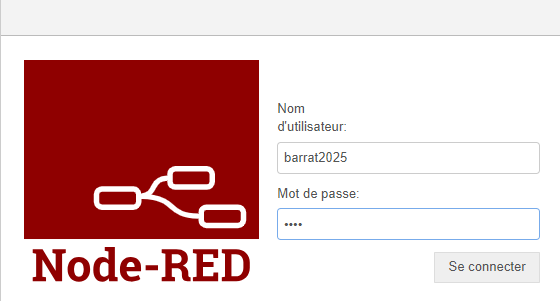 Nom
d'utilisateur:
barrat2025
Mot de passe:
••••
Se connecter
Node-RED